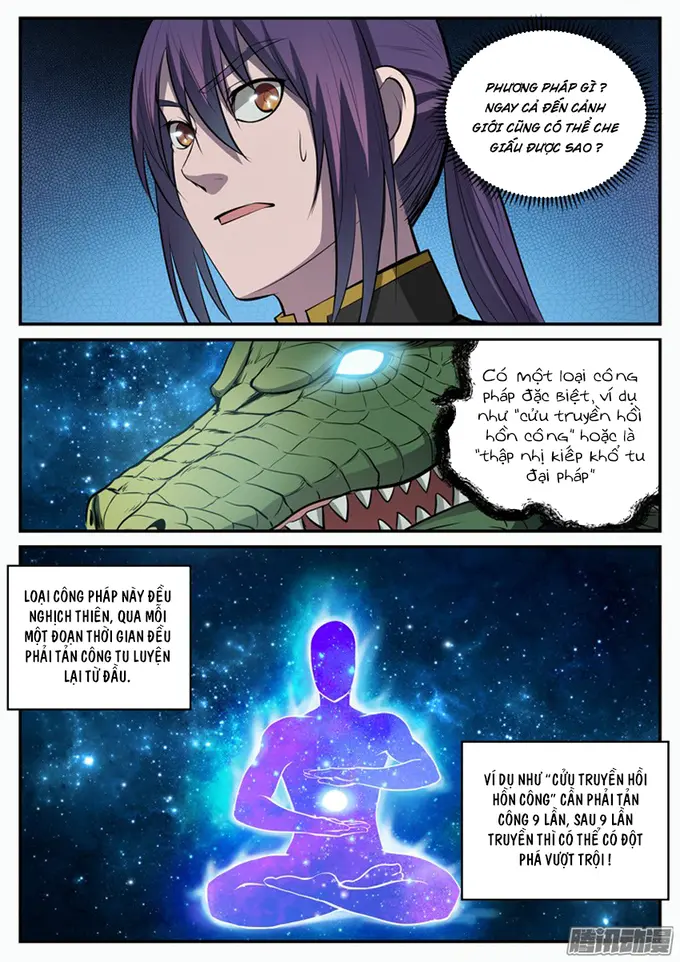 PHƯƠNG PHÁP GÌ ?
NGAY CẢ ĐẾN CẢNH
GIỚI CŨNG CÓ THỂ CHE
GIẤU ĐƯỢC SAO ?
Có một loại công
pháp đặc biệt, ví dụ
như "cửu truyền hồi
hồn công" hoặc là
"thập nhị kiếp khổ tu
đại pháp"
LOẠI CÔNG PHÁP NÀY ĐỀU
NGHỊCH THIÊN, QUA MỖI
MỘT ĐOẠN THỜI GIAN ĐỀU
PHẢI TẢN CÔNG TU LUYỆN
LẠI TỪ ĐẦU.
VÍ DỤ NHƯ "CỬU TRUYỀN HỒI
HỒN CÔNG" CẦN PHẢI TẢN
CÔNG 9 LẦN, SAU 9 LẦN
TRUYỀN THÌ CÓ THỂ CÓ ĐỘT
PHÁ VƯỢT TRỘI !
腾讯动漫